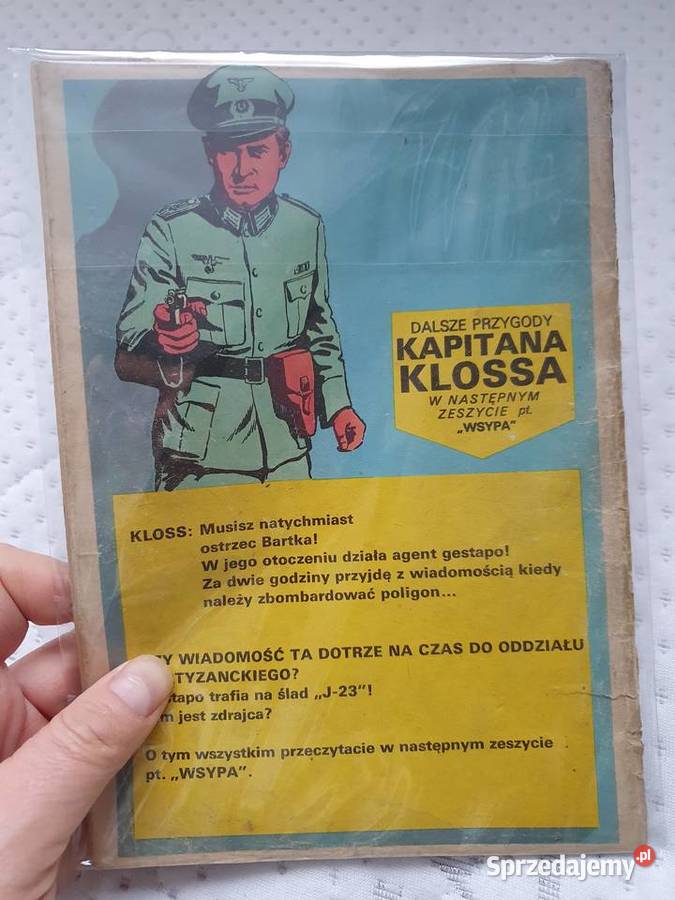 DALSZE PRZYGODY
KAPITANA
KLOSSA
W NASTĘPNYM
ZESZYCIE pt.
„WSYPA"
KLOSS: Musisz natychmiast
ostrzec Bartka!
W jego otoczeniu działa agent gestapo!
Za dwie godziny przyjdę z wiadomością kiedy
należy zbombardować poligon...
ZY WIADOMOŚĆ TA DOTRZE NA CZAS DO ODDZIAŁU
TYZANCKIEGO?
stapo trafia na ślad „J-23"!
m jest zdrajca?
O tym wszystkim przeczytacie w następnym zeszycie
pt. „WSYPA".
Sprzedajemy.pl